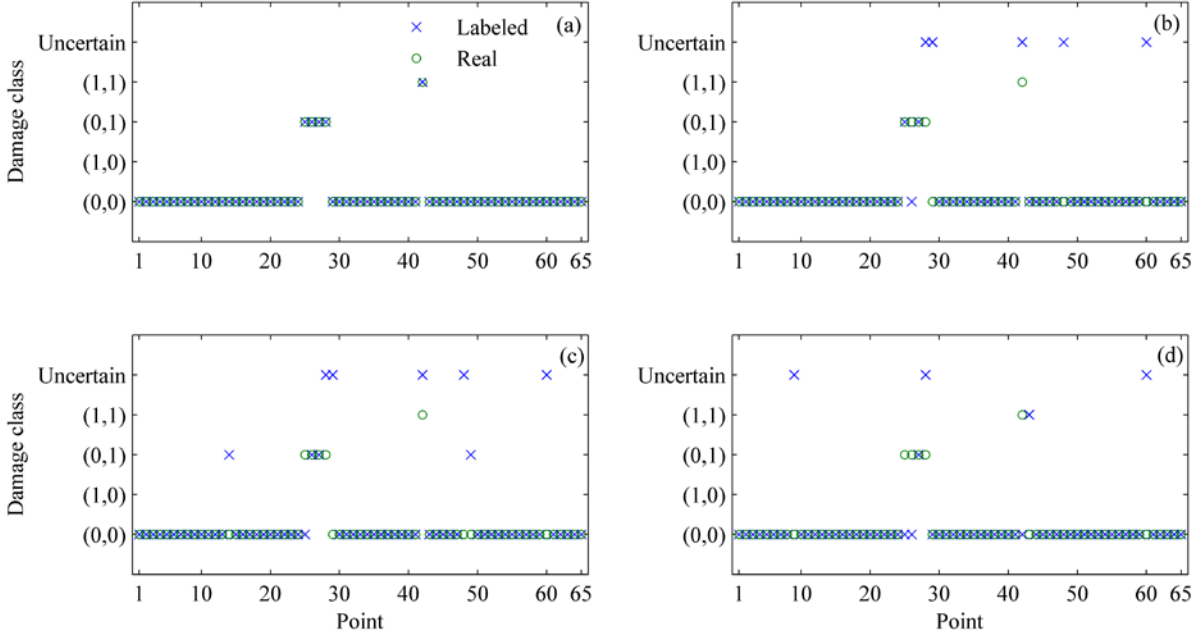 (a)
Labeled
Real
Uncertain
(1,1)
(0,1)
(1,0)
(0,0)
Damage class
1 10 20 30 40 50 60 65
(b)
Uncertain
(1,1)
(0,1)
(1,0)
(0,0)
1 10 20 30 40 50 60 65
(c)
Uncertain
(1,1)
(0,1)
(1,0)
(0,0)
Damage class
1 10 20 30 40 50 60 65
Point
(d)
Uncertain
(1,1)
(0,1)
(1,0)
(0,0)
1 10 20 30 40 50 60 65
Point